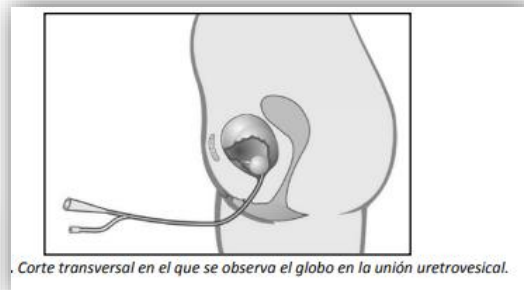 . Corte transversal en el que se observa el globo en la unión uretrovesical.